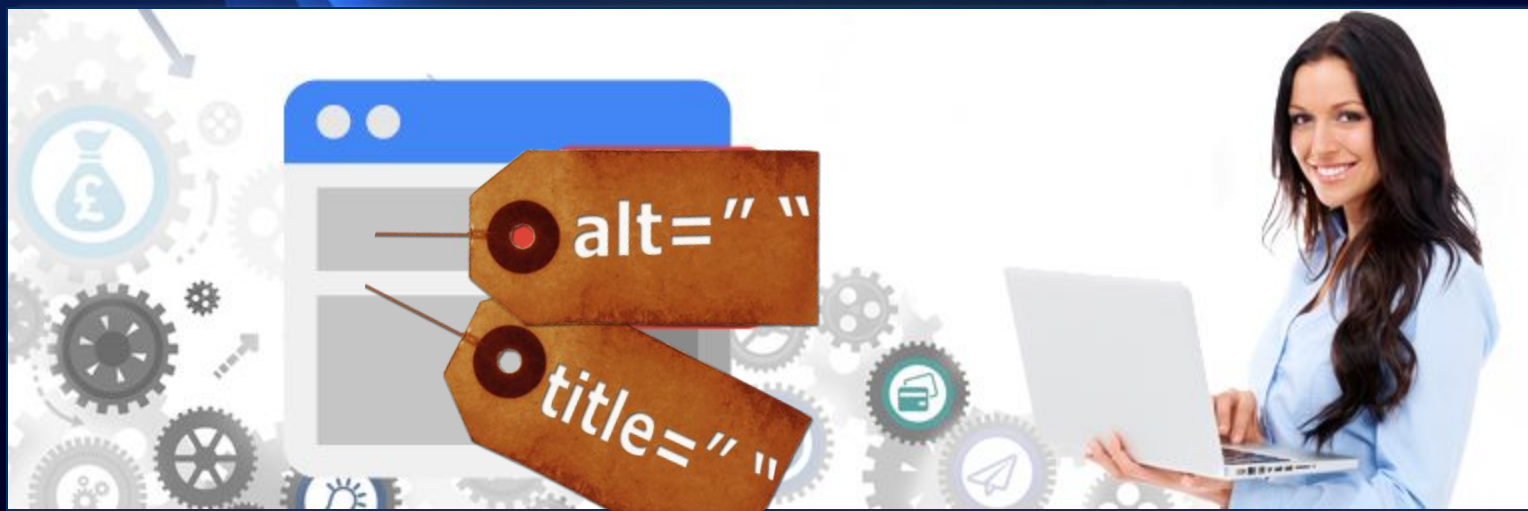 £
alt=" "
title=" "